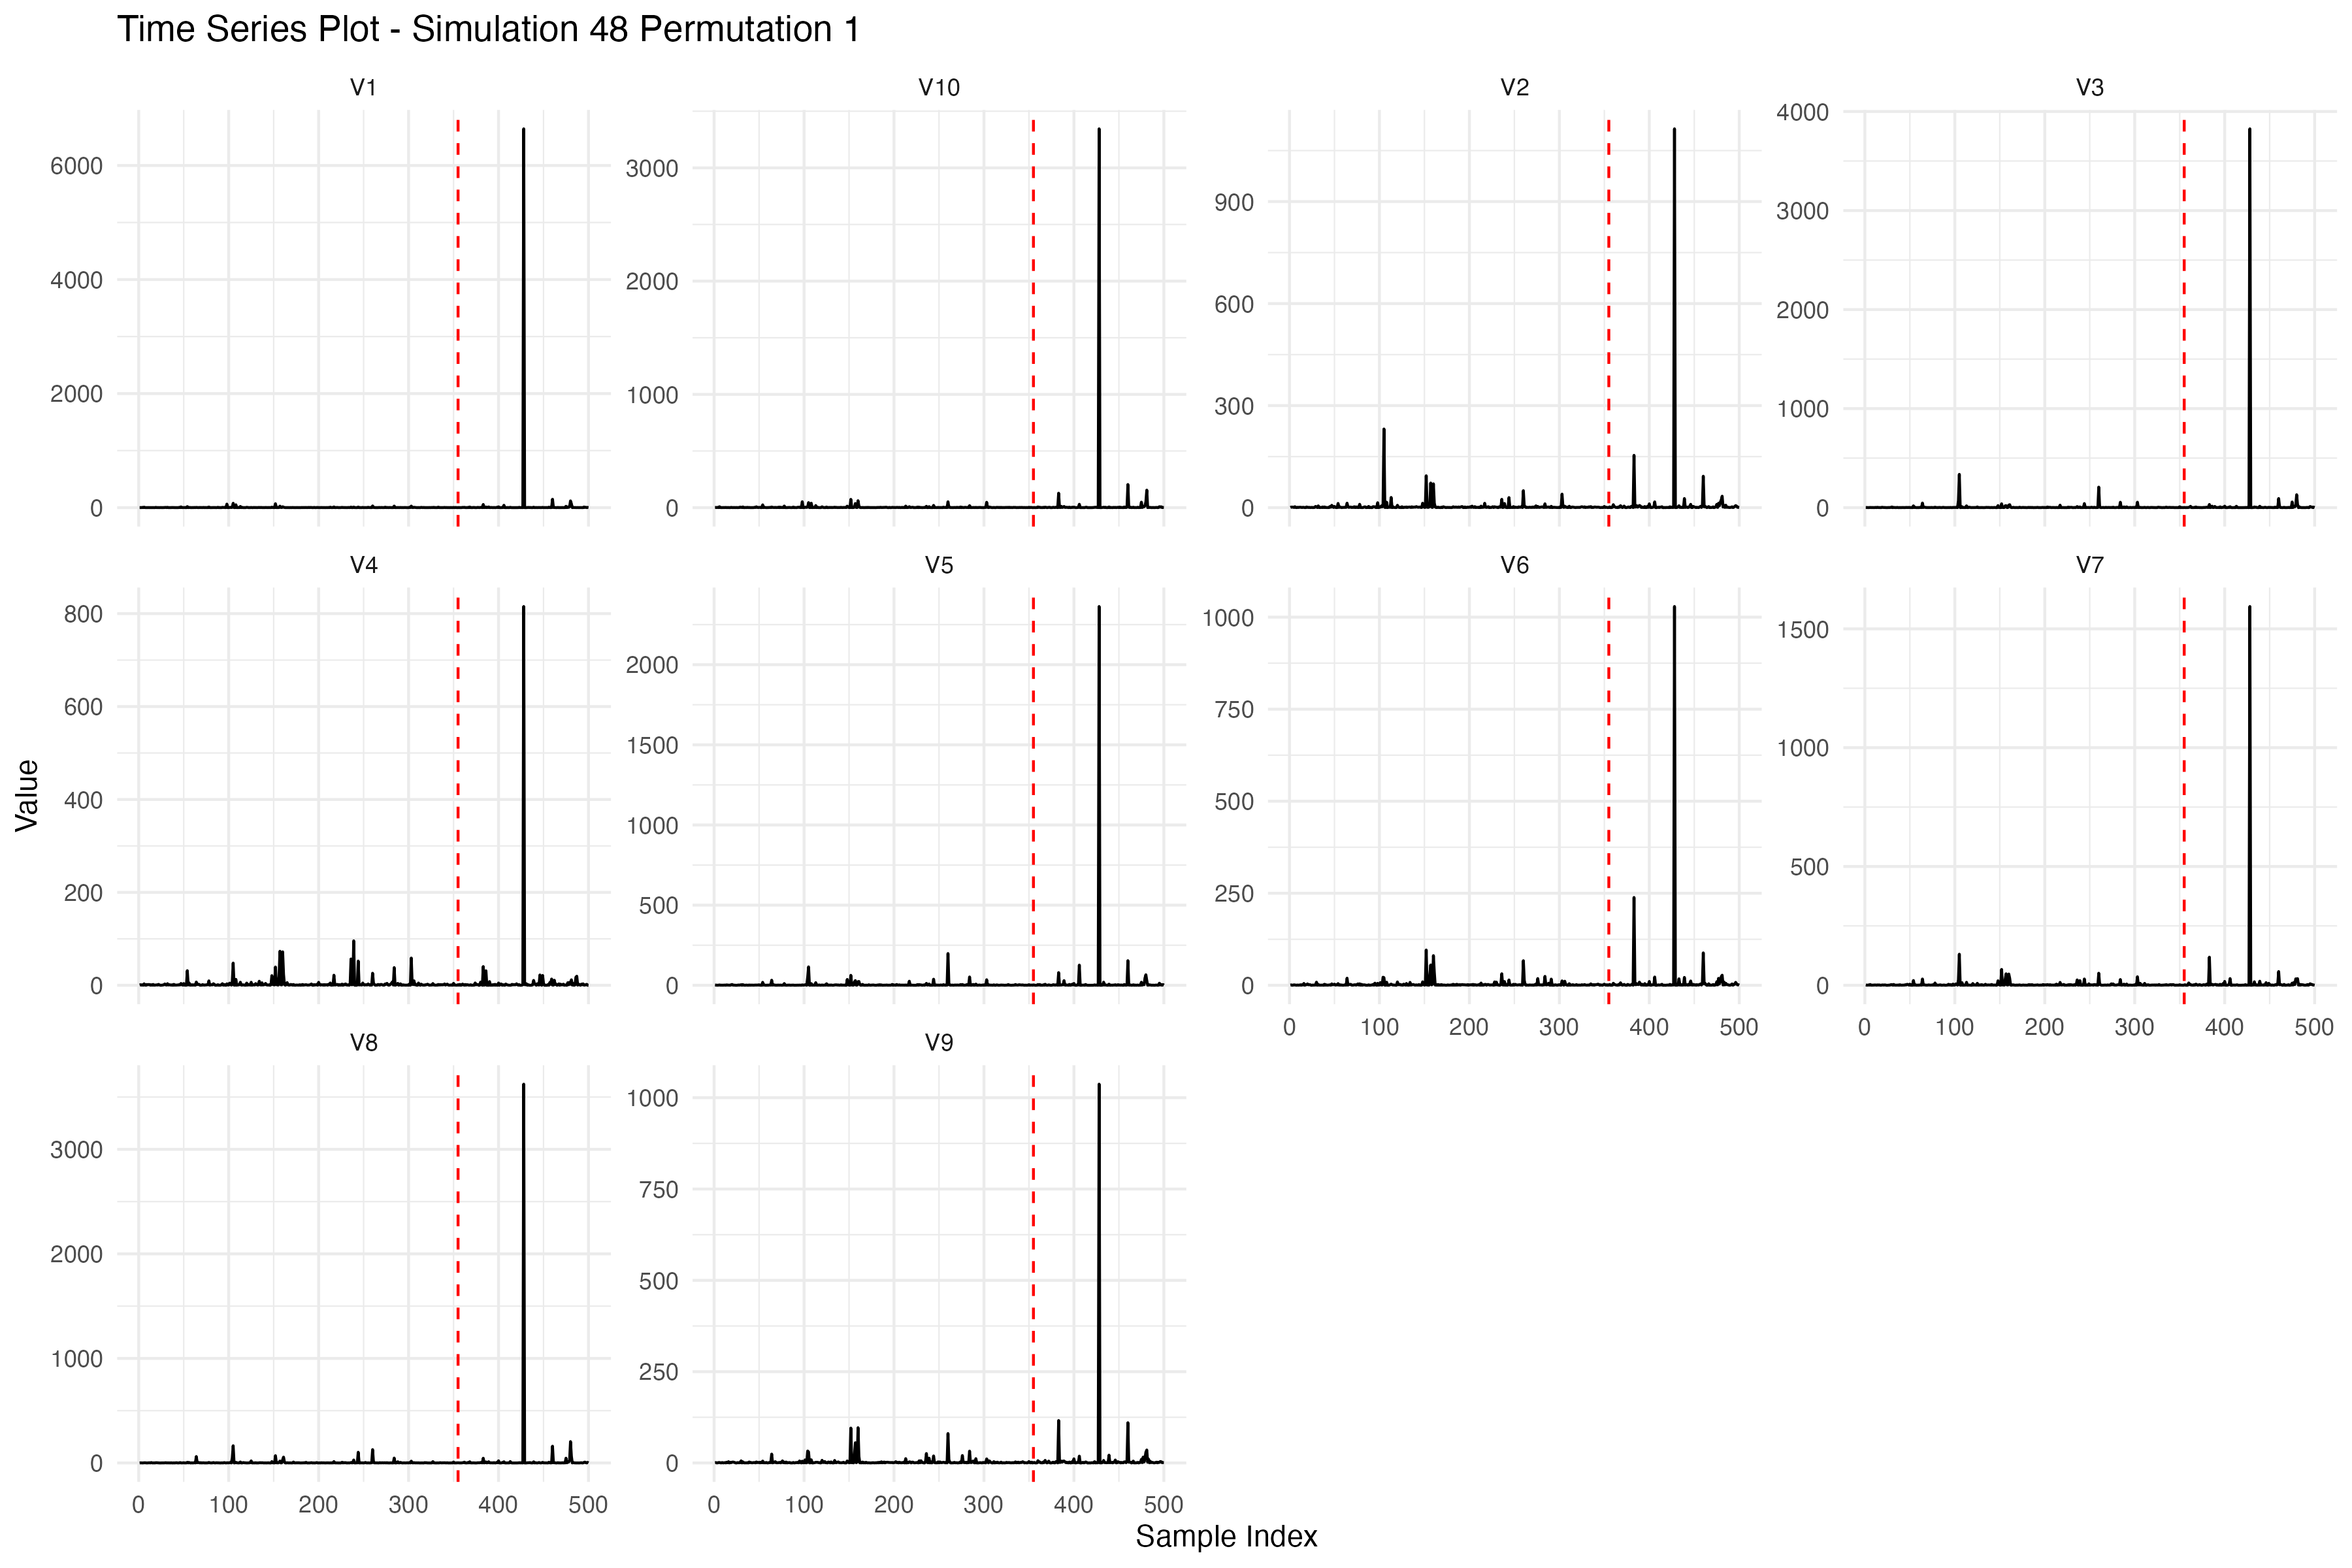 Time Series Plot - Simulation 48 Permutation 1
V1 V10 V2 V3
6000 4000 2000 0
3000 2000 1000 0
900 600 300 0
4000 3000 2000 1000 0
V4 V5 V6 V7
800 600 400 200 0
2000 1500 1000 500 0
1000 750 500 250 0
1500 1000 500 0
0 100 200 300 400 500
0 100 200 300 400 500
V8 V9
3000 2000 1000 0
1000 750 500 250 0
0 100 200 300 400 500
0 100 200 300 400 500
Value
Sample Index